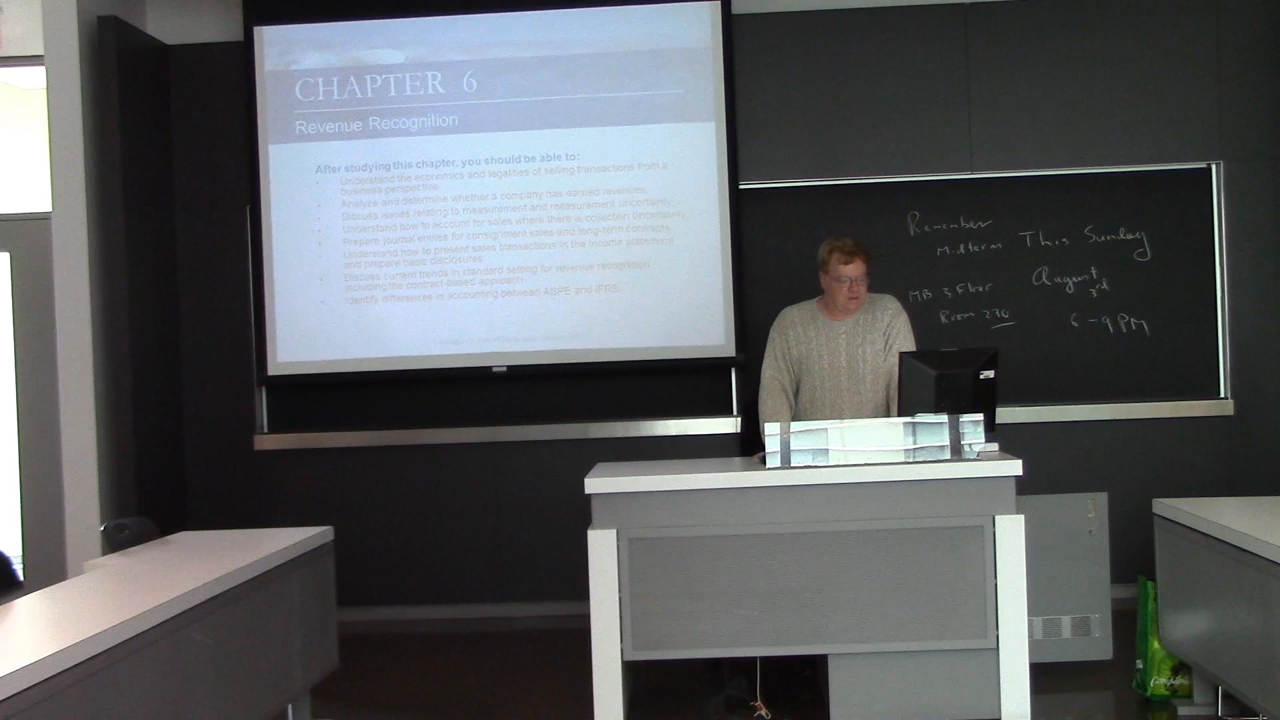 CHAPTER 6
Revenue Recognition
After studying this chapter, you should be able to:
Understand the economics and legalities of selling transactions from a
business perspective.
Analyze and determine whether a company has earned revenues.
Discuss issues relating to measurement and measurement uncertainty.
Understand how to account for sales where there is collection uncertainty.
Prepare journal entries for consignment sales and long-term contracts.
Understand how to present sales transactions in the income statement
and prepare basic disclosures.
Discuss current trends in standard setting for revenue recognition
including the contract-based approach.
Identify differences in accounting between ASPE and IFRS.
Remember
Midterm This Sunday
August
3rd
MB 3 Floor
Room 270
6-9 PM